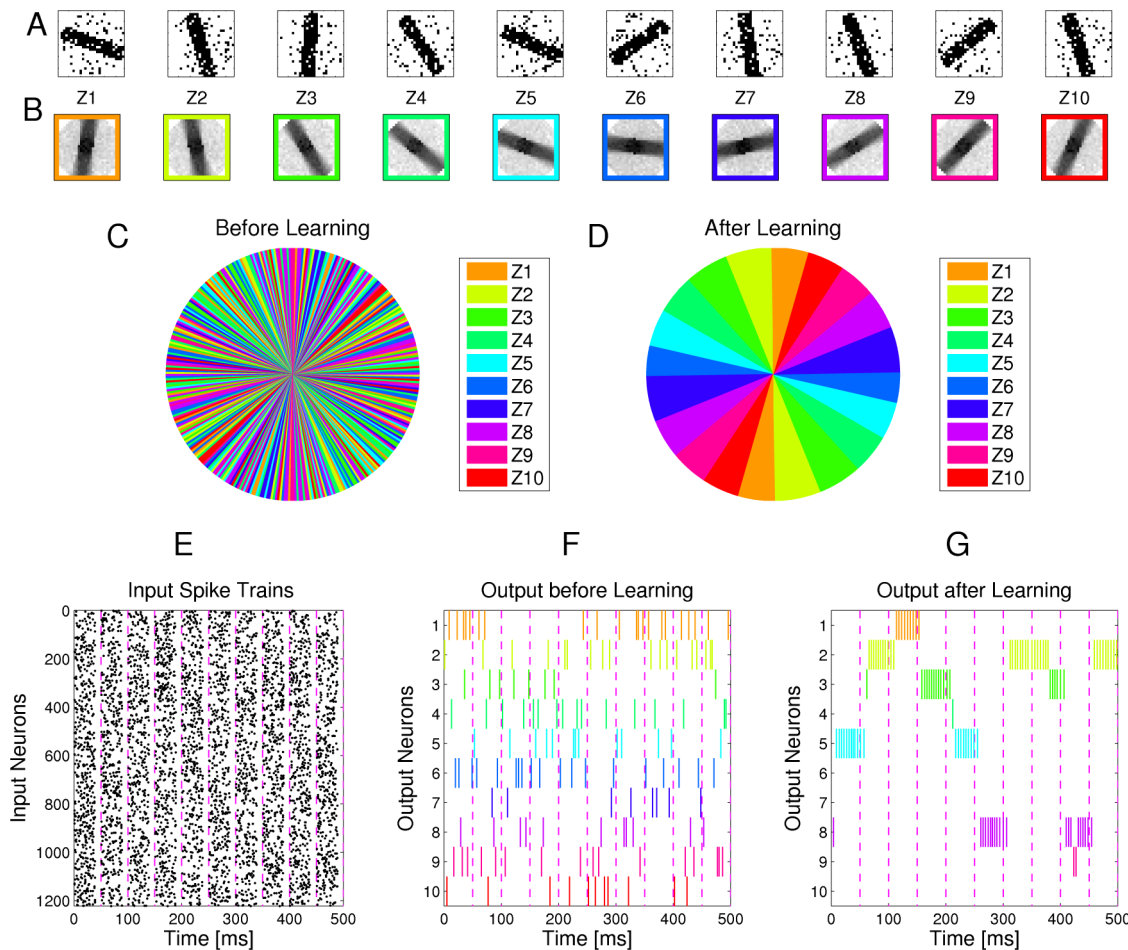 A
Z1 Z2 Z3 Z4 Z5 Z6 Z7 Z8 Z9 Z10
B
C Before Learning
Z1
Z2
Z3
Z4
Z5
Z6
Z7
Z8
Z9
Z10
D After Learning
Z1
Z2
Z3
Z4
Z5
Z6
Z7
Z8
Z9
Z10
E
Input Spike Trains
Input Neurons
0
200
400
600
800
1000
1200
0 100 200 300 400 500
Time [ms]
F
Output before Learning
Output Neurons
1
2
3
4
5
6
7
8
9
10
0 100 200 300 400 500
Time [ms]
G
Output after Learning
Output Neurons
1
2
3
4
5
6
7
8
9
10
0 100 200 300 400 500
Time [ms]